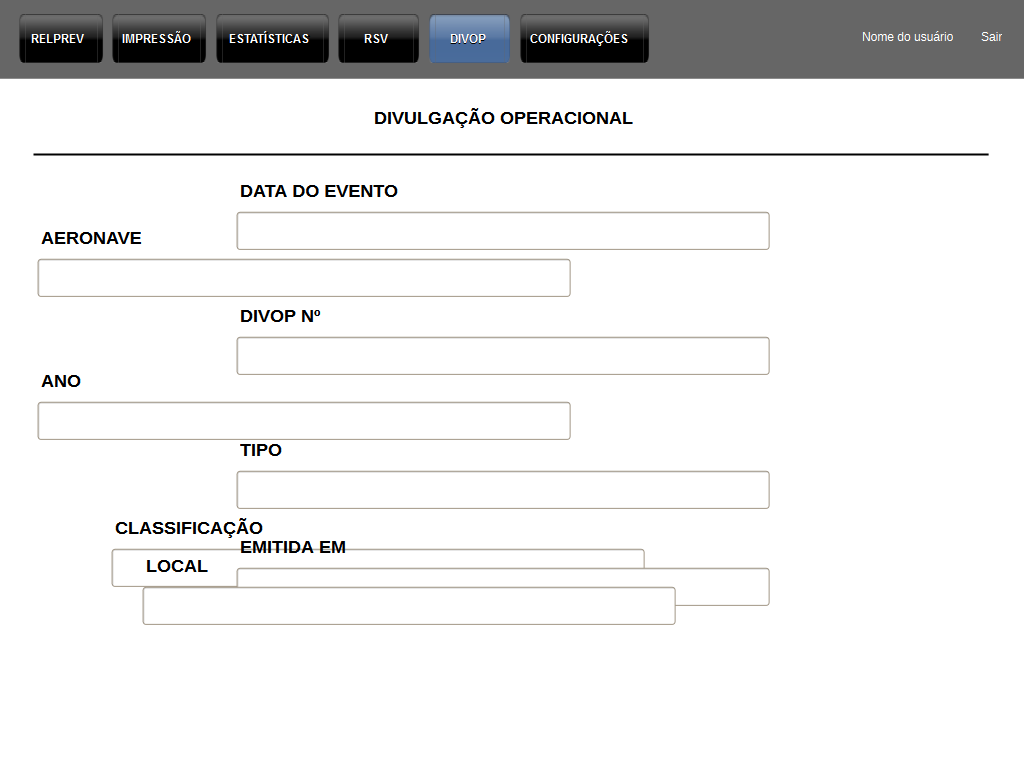 RELPREV IMPRESSÃO ESTATÍSTICAS RSV DIVOP CONFIGURAÇÕES Nome do usuário Sair
DIVULGAÇÃO OPERACIONAL
DATA DO EVENTO
AERONAVE
DIVOP Nº
ANO
TIPO
CLASSIFICAÇÃO
EMITIDA EM
LOCAL